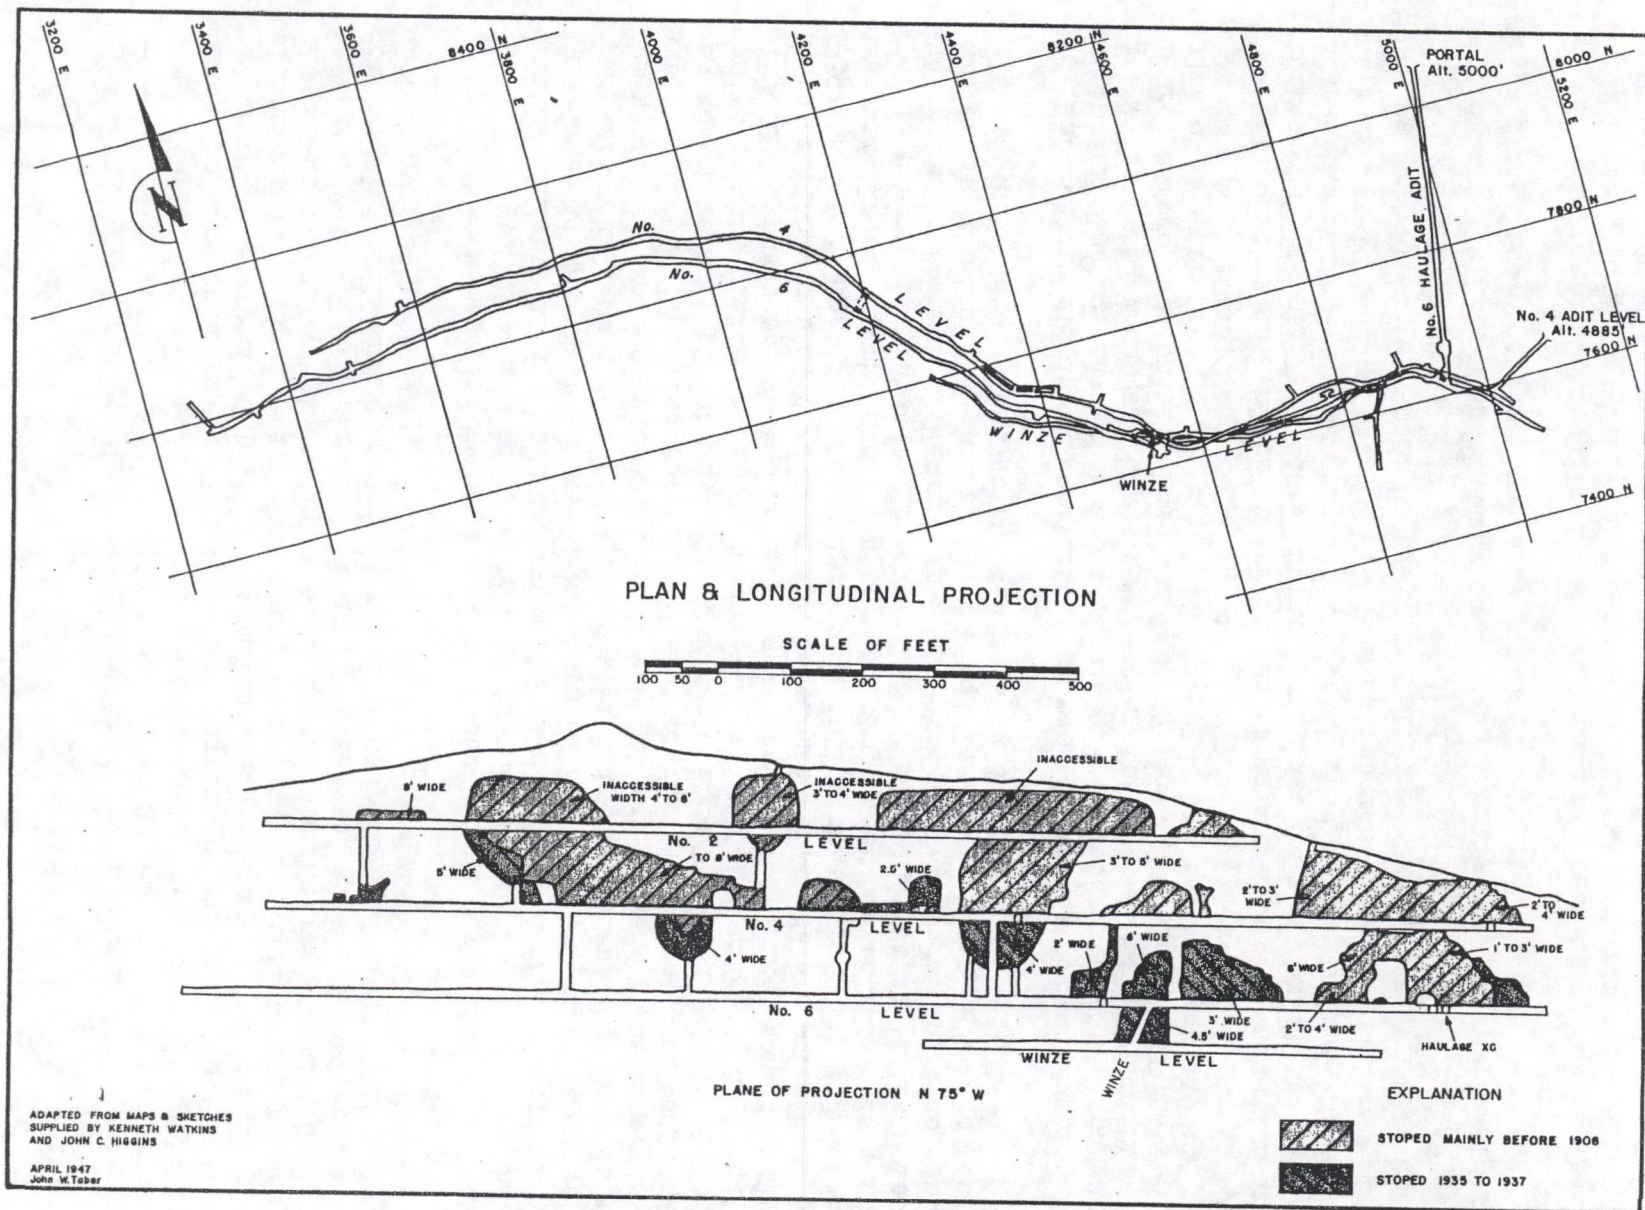 3200 E
3400 E
3600 E
8400 N
3800 E
4000 E
4200 E
4400 E
8200 N
4600 E
4800 E
5000 E
PORTAL
Alt. 5000'
8000 N
5200 E
7800 N
7600 N
7400 N
N
No. 4 LEVEL
No. 6 LEVEL
WINZE LEVEL
WINZE
No. 6 HAULAGE ADIT
No. 4 ADIT LEVEL
Alt. 4885'
PLAN & LONGITUDINAL PROJECTION
SCALE OF FEET
100 50 0 100 200 300 400 500
8' WIDE
INACCESSIBLE
WIDTH 4' TO 6'
INACCESSIBLE
3' TO 4' WIDE
INACCESSIBLE
No. 2 LEVEL
5' WIDE
TO 8' WIDE
2.5' WIDE
3' TO 5' WIDE
2' TO 3'
WIDE
2' TO
4' WIDE
No. 4 LEVEL
4' WIDE
4' WIDE
2' WIDE
6' WIDE
3' WIDE
4.5' WIDE
8' WIDE
2' TO 4' WIDE
1' TO 3' WIDE
HAULAGE XC
No. 6 LEVEL
WINZE LEVEL
WINZE
PLANE OF PROJECTION N 75° W
EXPLANATION
STOPED MAINLY BEFORE 1908
STOPED 1935 TO 1937
ADAPTED FROM MAPS & SKETCHES
SUPPLIED BY KENNETH WATKINS
AND JOHN C. HIGGINS
APRIL 1947
John W. Taber